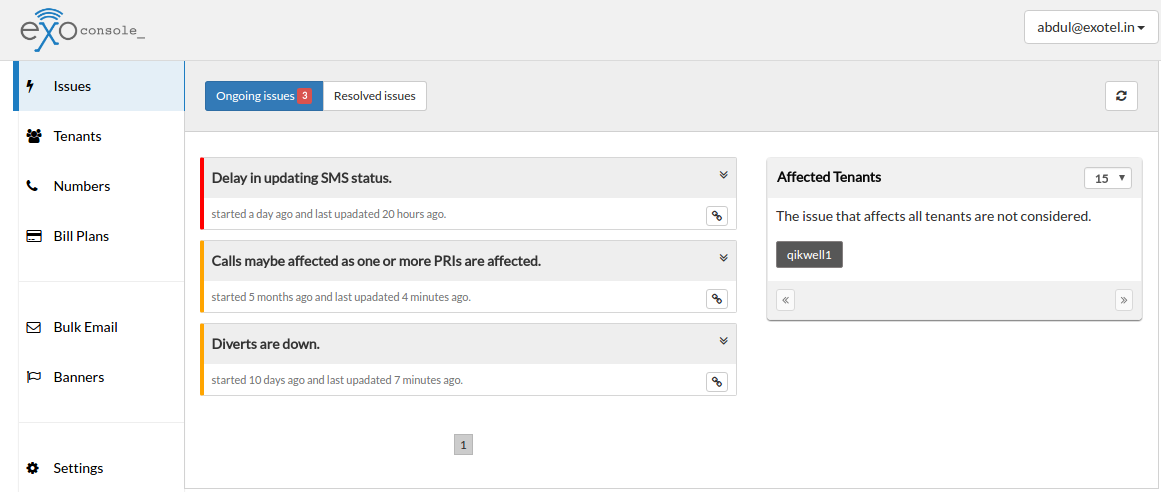 exo console_
abdul@exotel.in
Issues
Tenants
Numbers
Bill Plans
Bulk Email
Banners
Settings
Ongoing issues 3
Resolved issues
Delay in updating SMS status.
started a day ago and last upadated 20 hours ago.
Calls maybe affected as one or more PRIs are affected.
started 5 months ago and last upadated 4 minutes ago.
Diverts are down.
started 10 days ago and last upadated 7 minutes ago.
1
Affected Tenants
15
The issue that affects all tenants are not considered.
qikwell1
«
»